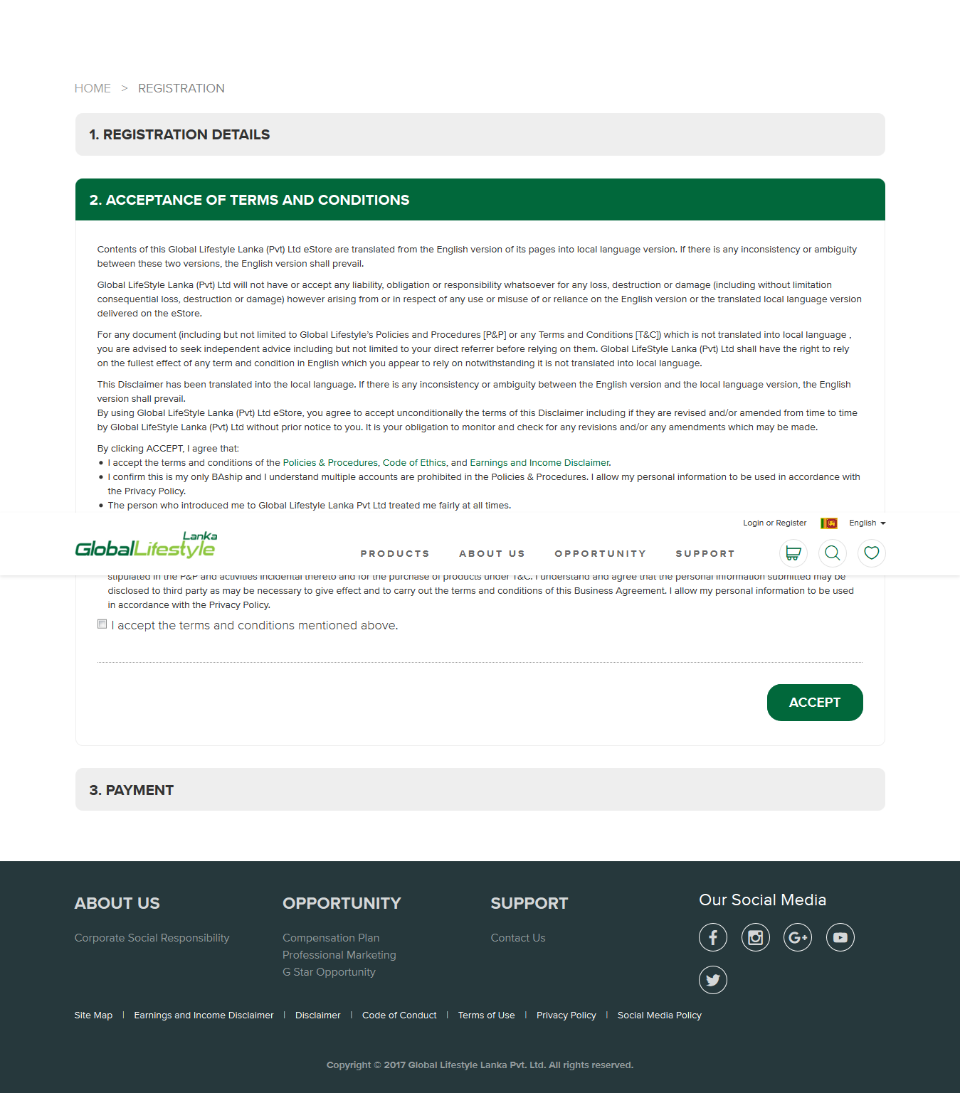 HOME > REGISTRATION
1. REGISTRATION DETAILS
2. ACCEPTANCE OF TERMS AND CONDITIONS
Contents of this Global Lifestyle Lanka (Pvt) Ltd eStore are translated from the English version of its pages into local language version. If there is any inconsistency or ambiguity
between these two versions, the English version shall prevail.
Global LifeStyle Lanka (Pvt) Ltd will not have or accept any liability, obligation or responsibility whatsoever for any loss, destruction or damage (including without limitation
consequential loss, destruction or damage) however arising from or in respect of any use or misuse of or reliance on the English version or the translated local language version
delivered on the eStore.
For any document (including but not limited to Global Lifestyle's Policies and Procedures [P&P] or any Terms and Conditions [T&C]) which is not translated into local language ,
you are advised to seek independent advice including but not limited to your direct referrer before relying on them. Global LifeStyle Lanka (Pvt) Ltd shall have the right to rely
on the fullest effect of any term and condition in English which you appear to rely on notwithstanding it is not translated into local language.
This Disclaimer has been translated into the local language. If there is any inconsistency or ambiguity between the English version and the local language version, the English
version shall prevail.
By using Global LifeStyle Lanka (Pvt) Ltd eStore, you agree to accept unconditionally the terms of this Disclaimer including if they are revised and/or amended from time to time
by Global LifeStyle Lanka (Pvt) Ltd without prior notice to you. It is your obligation to monitor and check for any revisions and/or any amendments which may be made.
By clicking ACCEPT, I agree that:
• I accept the terms and conditions of the Policies & Procedures, Code of Ethics, and Earnings and Income Disclaimer.
• I confirm this is my only BAship and I understand multiple accounts are prohibited in the Policies & Procedures. I allow my personal information to be used in accordance with
the Privacy Policy.
• The person who introduced me to Global Lifestyle Lanka Pvt Ltd treated me fairly at all times.
Login or Register English
Lanka
GlobalLifestyle
PRODUCTS ABOUT US OPPORTUNITY SUPPORT
stipulated in the P&P and activities incidental thereto and for the purchase of products under T&C. I understand and agree that the personal information submitted may be
disclosed to third party as may be necessary to give effect and to carry out the terms and conditions of this Business Agreement. I allow my personal information to be used
in accordance with the Privacy Policy.
I accept the terms and conditions mentioned above.
ACCEPT
3. PAYMENT
ABOUT US
Corporate Social Responsibility
OPPORTUNITY
Compensation Plan
Professional Marketing
G Star Opportunity
SUPPORT
Contact Us
Our Social Media
Site Map | Earnings and Income Disclaimer | Disclaimer | Code of Conduct | Terms of Use | Privacy Policy | Social Media Policy
Copyright © 2017 Global Lifestyle Lanka Pvt. Ltd. All rights reserved.